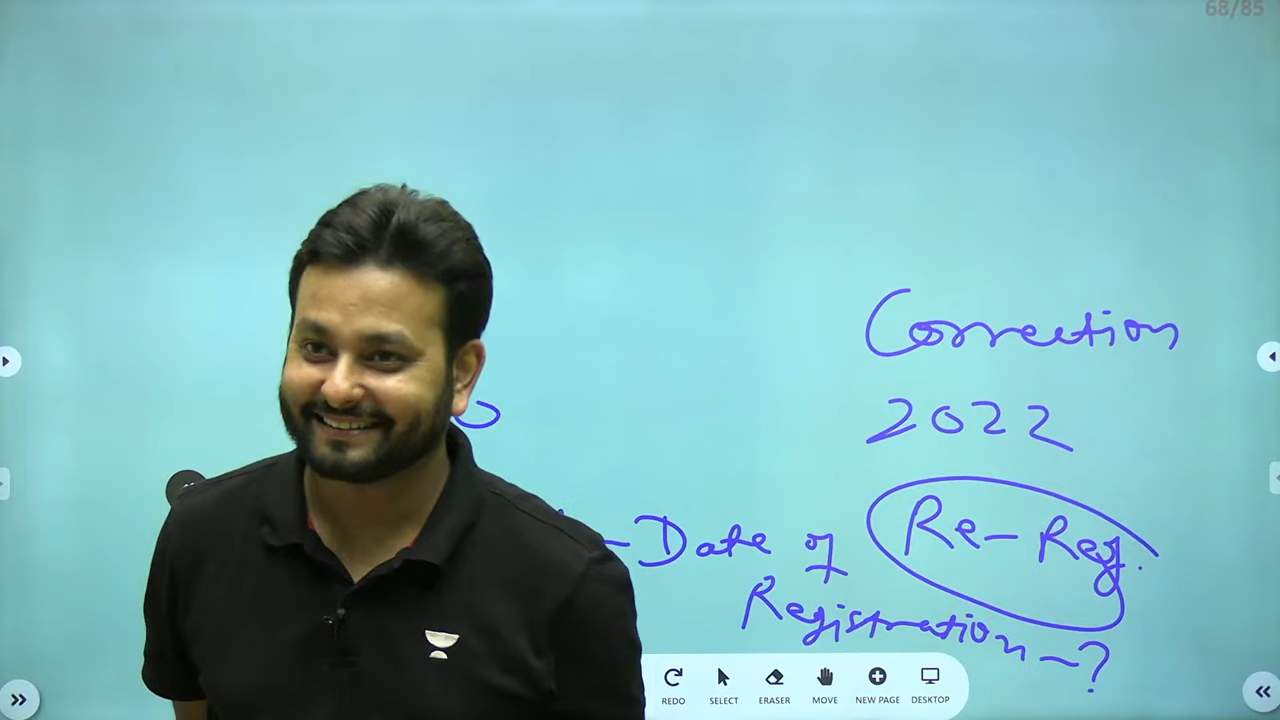 68/85
Correction
2022
Date of Re-Reg.
Registration - ?
REDO SELECT ERASER MOVE NEW PAGE DESKTOP